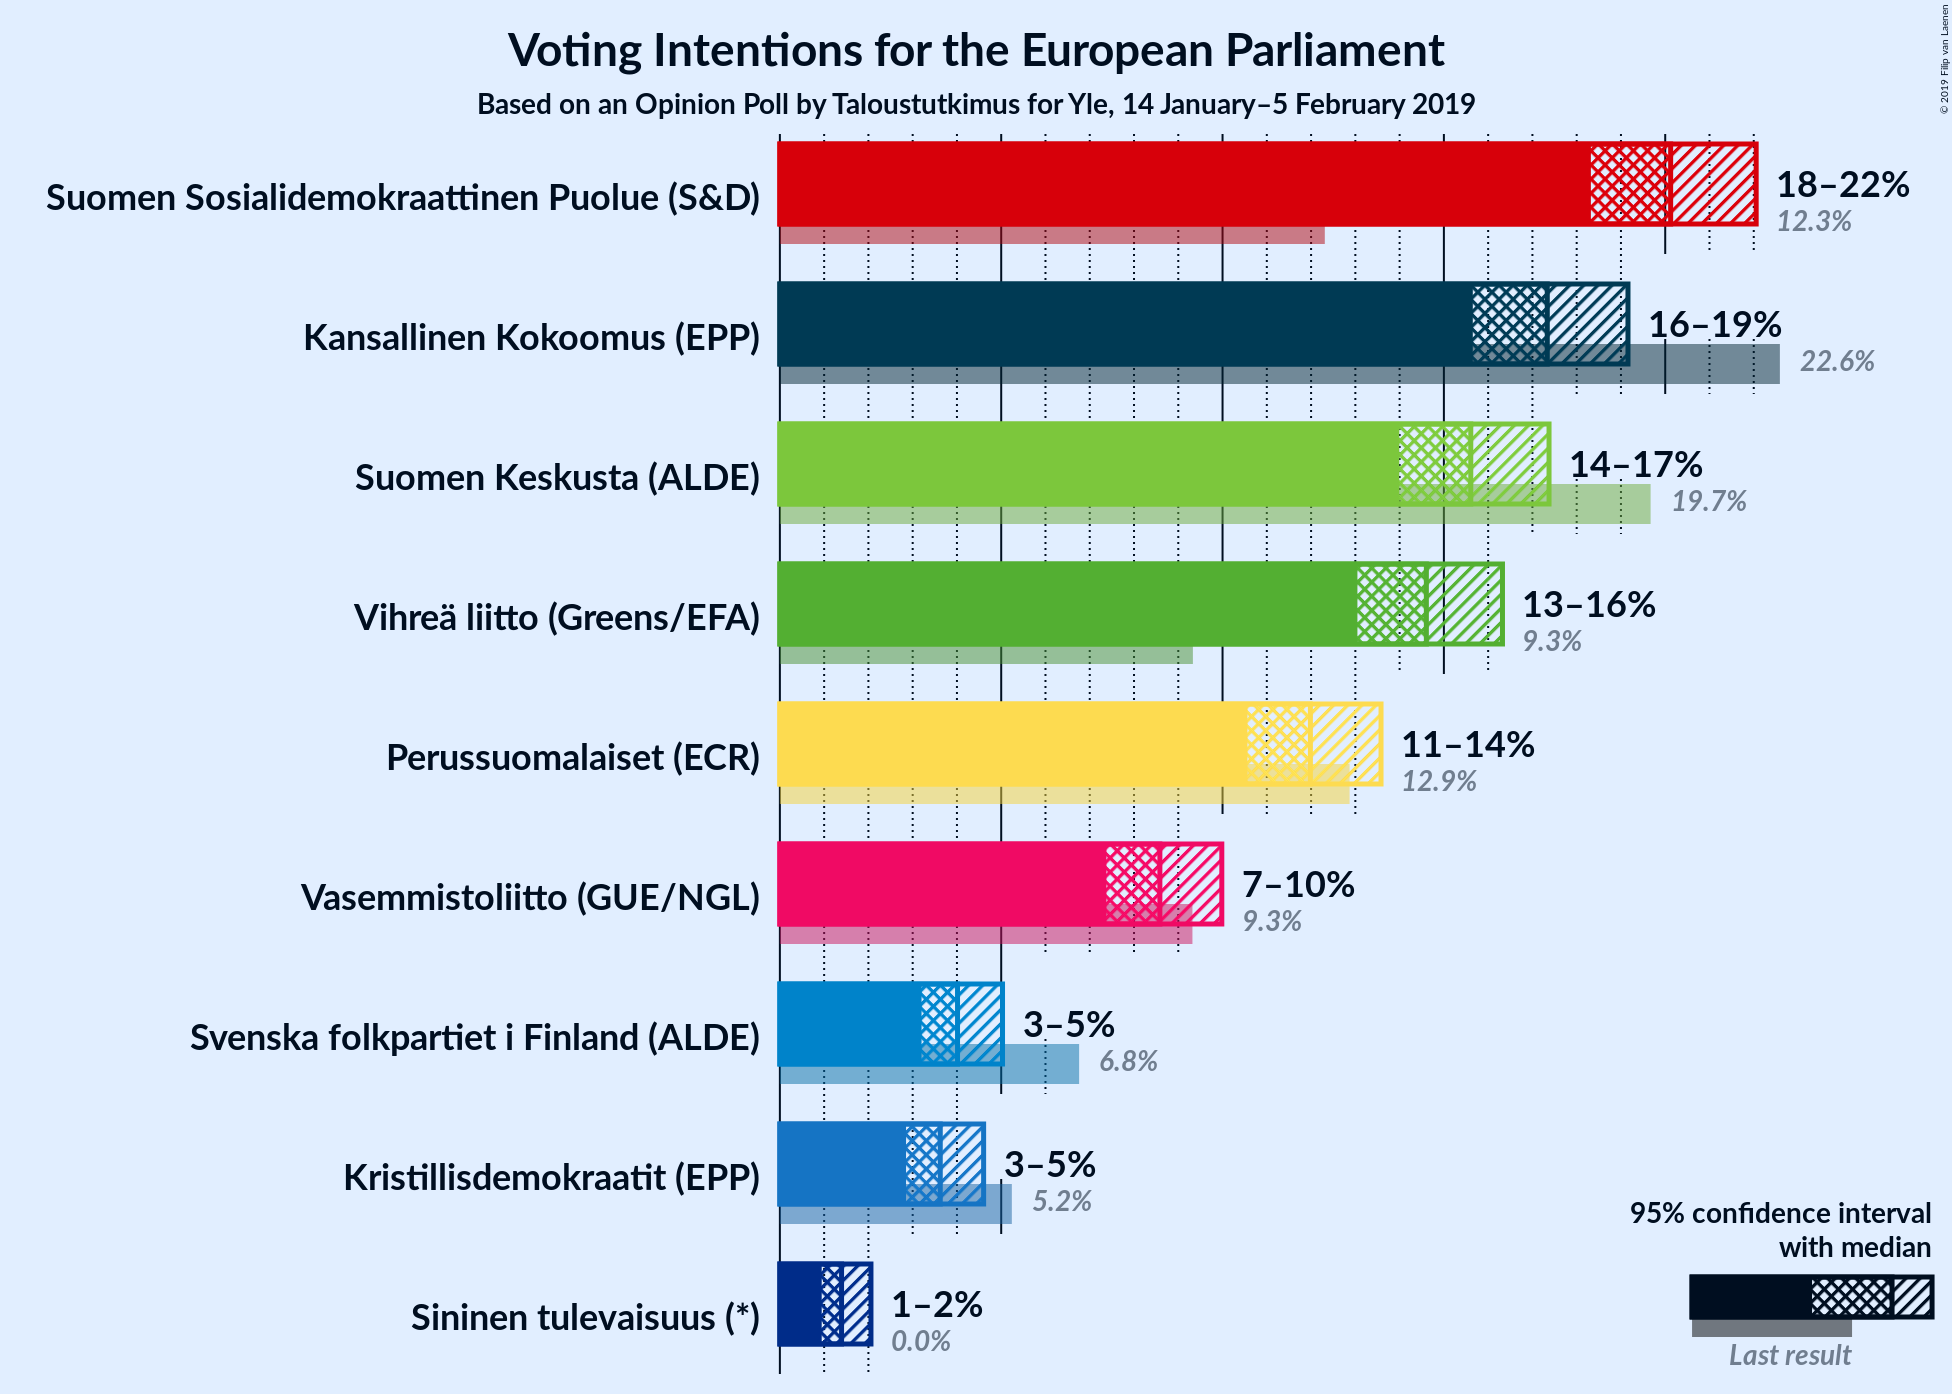 Voting Intentions for the European Parliament
Based on an Opinion Poll by Taloustutkimus for Yle, 14 January–5 February 2019
© 2019 Filip van Laenen
Suomen Sosialidemokraattinen Puolue (S&D)
18–22%
12.3%
Kansallinen Kokoomus (EPP)
16–19%
22.6%
Suomen Keskusta (ALDE)
14–17%
19.7%
Vihreä liitto (Greens/EFA)
13–16%
9.3%
Perussuomalaiset (ECR)
11–14%
12.9%
Vasemmistoliitto (GUE/NGL)
7–10%
9.3%
Svenska folkpartiet i Finland (ALDE)
3–5%
6.8%
Kristillisdemokraatit (EPP)
3–5%
5.2%
Sininen tulevaisuus (*)
1–2%
0.0%
95% confidence interval
with median
Last result